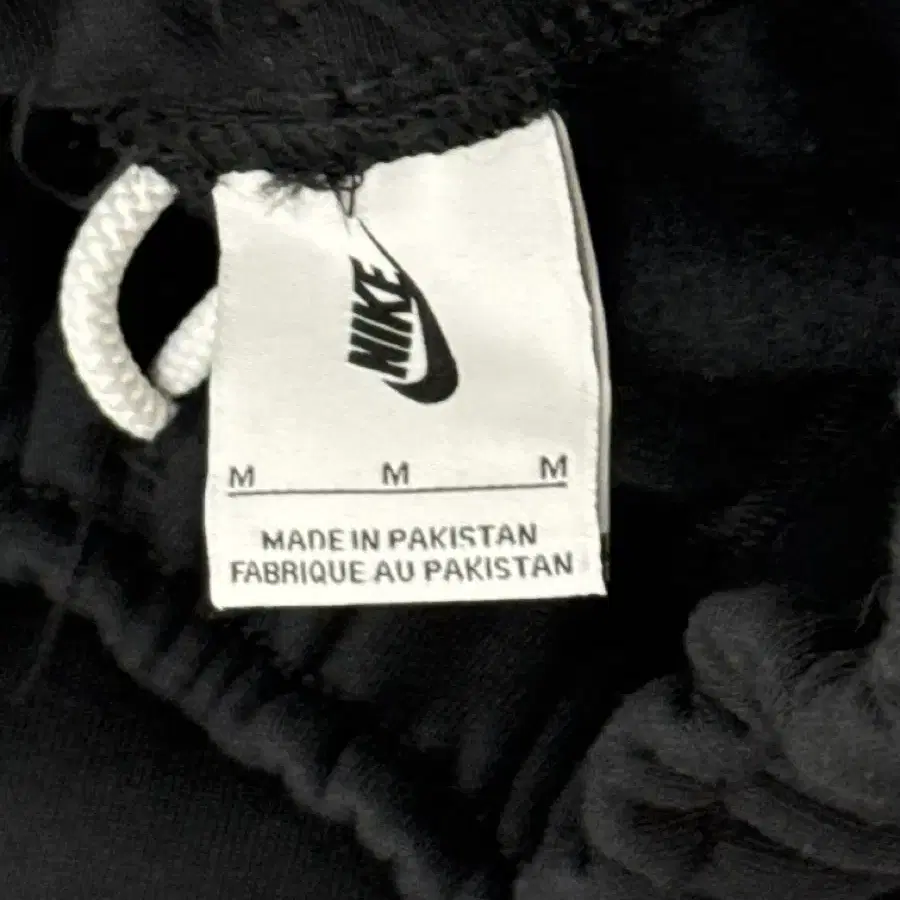 NIKE
M M M
MADE IN PAKISTAN
FABRIQUE AU PAKISTAN